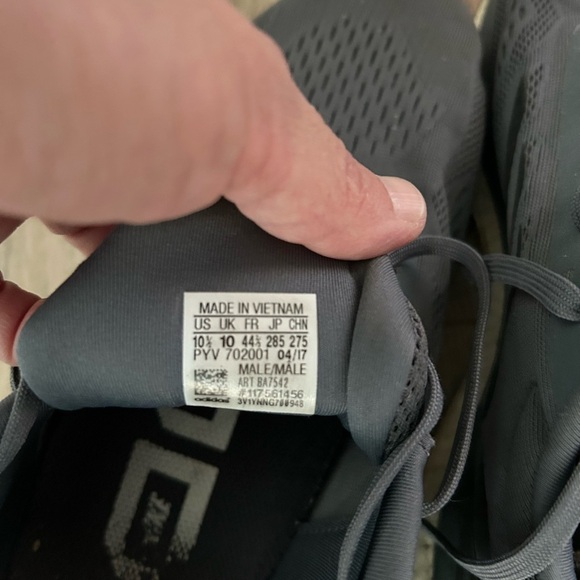 MADE IN VIETNAM
US UK FR JP CHN
10½ 10 44⅔ 285 275
PYV 702001 04/17
MALE/MALE
ART BA7542
#117561456
adidas